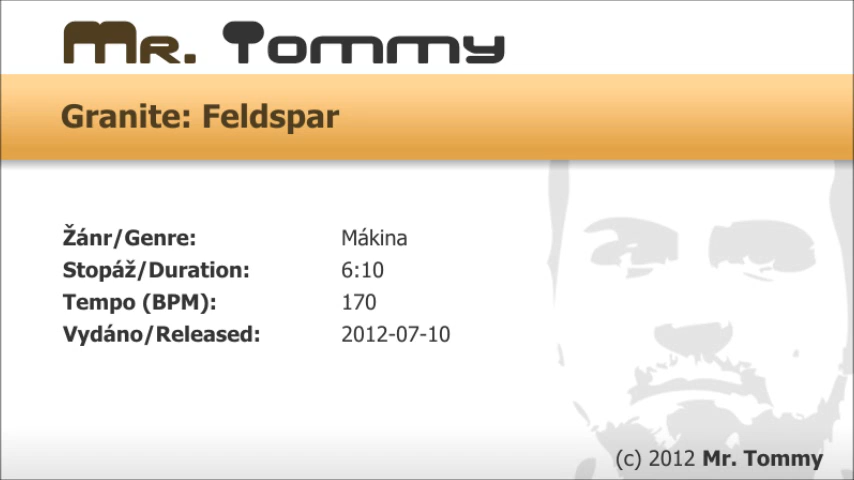 Mr. Tommy
Granite: Feldspar
Žánr/Genre: Mákina
Stopáž/Duration: 6:10
Tempo (BPM): 170
Vydáno/Released: 2012-07-10
(c) 2012 Mr. Tommy